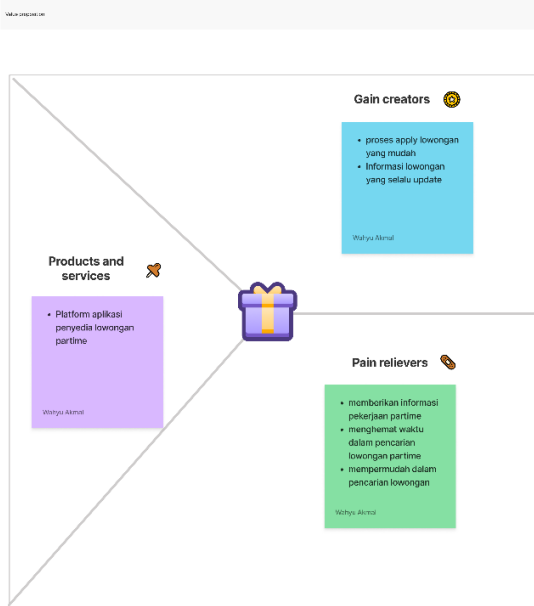 Value proposition
Gain creators
• proses apply lowongan
yang mudah
• Informasi lowongan
yang selalu update
Wahyu Akmal
Products and
services
• Platform aplikasi
penyedia lowongan
partime
Wahyu Akmal
Pain relievers
• memberikan informasi
pekerjaan partime
• menghemat waktu
dalam pencarian
lowongan partime
• mempermudah dalam
pencarian lowongan
Wahyu Akmal